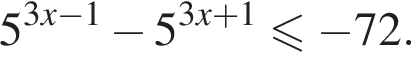 5^{3x−1} − 5^{3x+1} ⩽ −72.